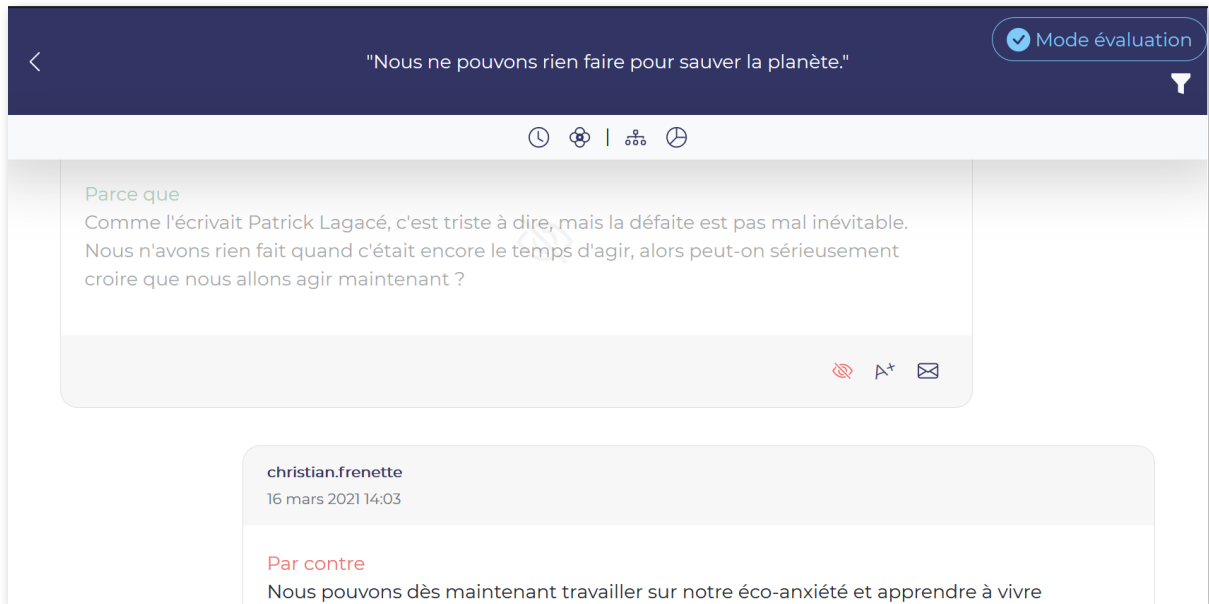 Mode évaluation
"Nous ne pouvons rien faire pour sauver la planète."
Parce que
Comme l'écrivait Patrick Lagacé, c'est triste à dire, mais la défaite est pas mal inévitable.
Nous n'avons rien fait quand c'était encore le temps d'agir, alors peut-on sérieusement
croire que nous allons agir maintenant ?
A+
christian.frenette
16 mars 2021 14:03
Par contre
Nous pouvons dès maintenant travailler sur notre éco-anxiété et apprendre à vivre